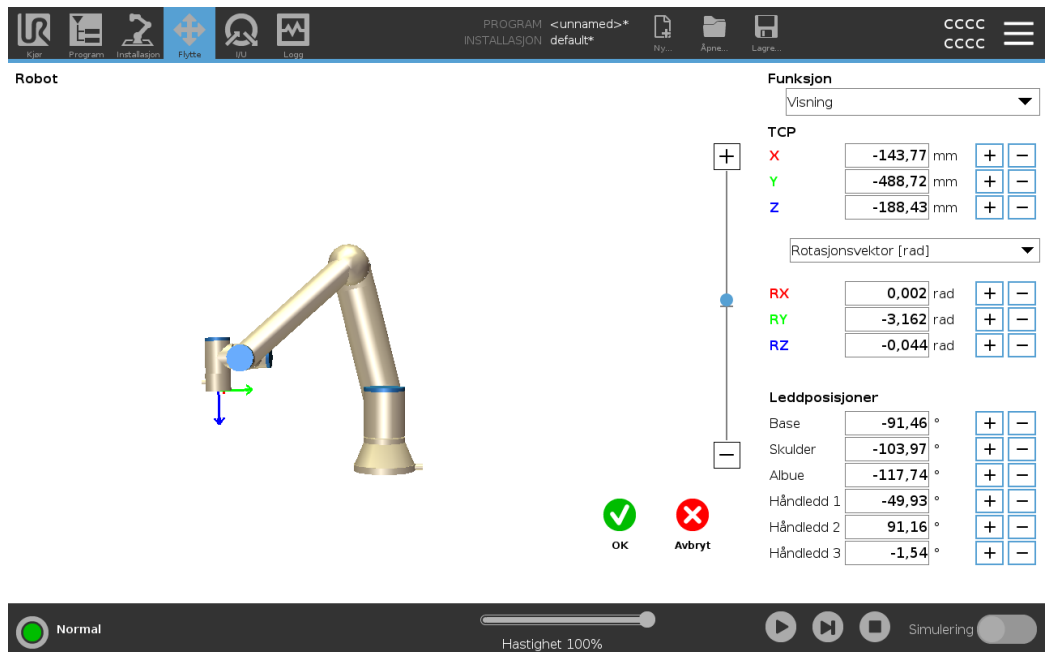 UR
Kjør
Program
Installasjon
Flytte
I/U
Logg
PROGRAM <unnamed>*
INSTALLASJON default*
Ny...
Åpne...
Lagre...
CCCC
CCCC
Robot
Funksjon
Visning
TCP
X -143,77 mm + −
Y -488,72 mm + −
Z -188,43 mm + −
Rotasjonsvektor [rad]
RX 0,002 rad + −
RY -3,162 rad + −
RZ -0,044 rad + −
Leddposisjoner
Base -91,46 ° + −
Skulder -103,97 ° + −
Albue -117,74 ° + −
Håndledd 1 -49,93 ° + −
Håndledd 2 91,16 ° + −
Håndledd 3 -1,54 ° + −
OK
Avbryt
Normal
Hastighet 100%
Simulering